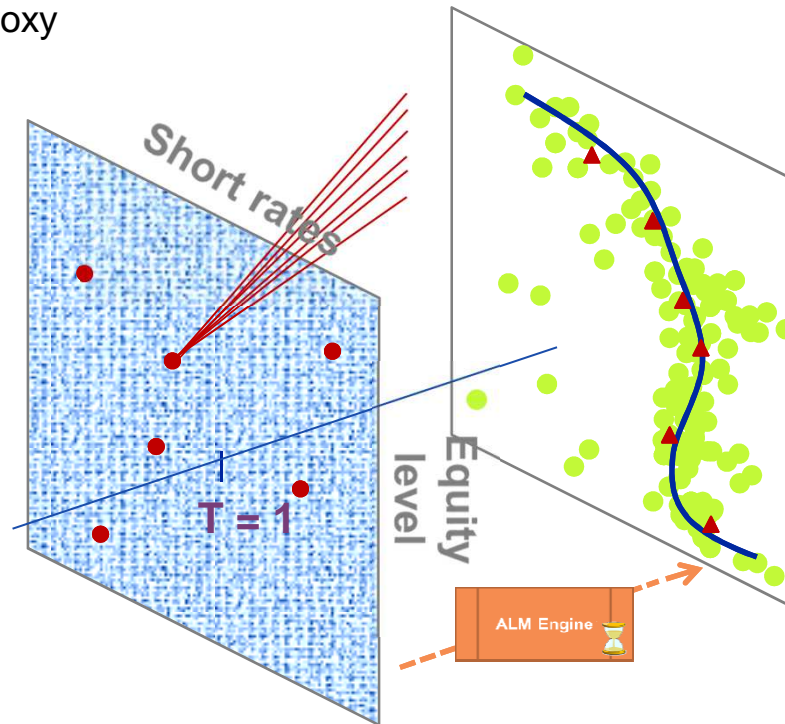 oxy
Short rates
Equity
level
T = 1
ALM Engine